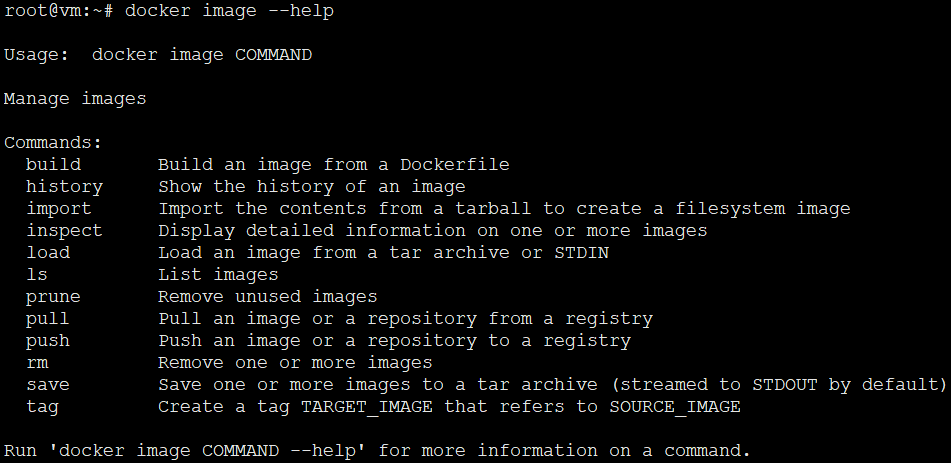 root@vm:~# docker image --help
Usage:  docker image COMMAND
Manage images
Commands:
  build       Build an image from a Dockerfile
  history     Show the history of an image
  import      Import the contents from a tarball to create a filesystem image
  inspect     Display detailed information on one or more images
  load        Load an image from a tar archive or STDIN
  ls          List images
  prune       Remove unused images
  pull        Pull an image or a repository from a registry
  push        Push an image or a repository to a registry
  rm          Remove one or more images
  save        Save one or more images to a tar archive (streamed to STDOUT by default)
  tag         Create a tag TARGET_IMAGE that refers to SOURCE_IMAGE
Run 'docker image COMMAND --help' for more information on a command.